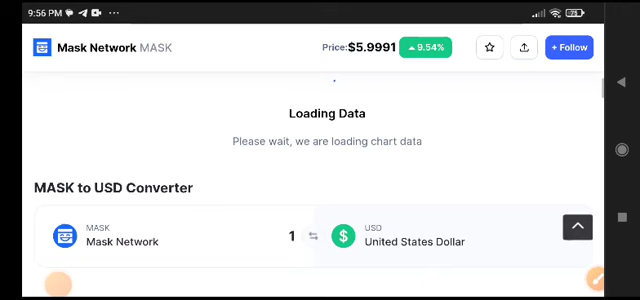 9:56 PM
Mask Network MASK Price: $5.9991 9.54% + Follow
Loading Data
Please wait, we are loading chart data
MASK to USD Converter
MASK
Mask Network
1
USD
United States Dollar